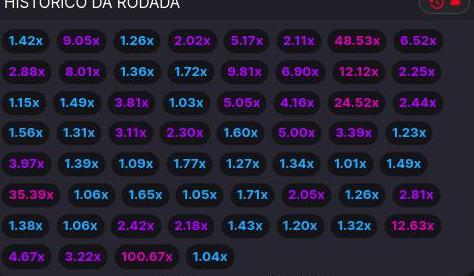 HISTÓRICO DA RODADA
1.42x 9.05x 1.26x 2.02x 5.17x 2.11x 48.53x 6.52x
2.88x 8.01x 1.36x 1.72x 9.81x 6.90x 12.12x 2.25x
1.15x 1.49x 3.81x 1.03x 5.05x 4.16x 24.52x 2.44x
1.56x 1.31x 3.11x 2.30x 1.60x 5.00x 3.39x 1.23x
3.97x 1.39x 1.09x 1.77x 1.27x 1.34x 1.01x 1.49x
35.39x 1.06x 1.65x 1.05x 1.71x 2.05x 1.26x 2.81x
1.38x 1.06x 2.42x 2.18x 1.43x 1.20x 1.32x 12.63x
4.67x 3.22x 100.67x 1.04x